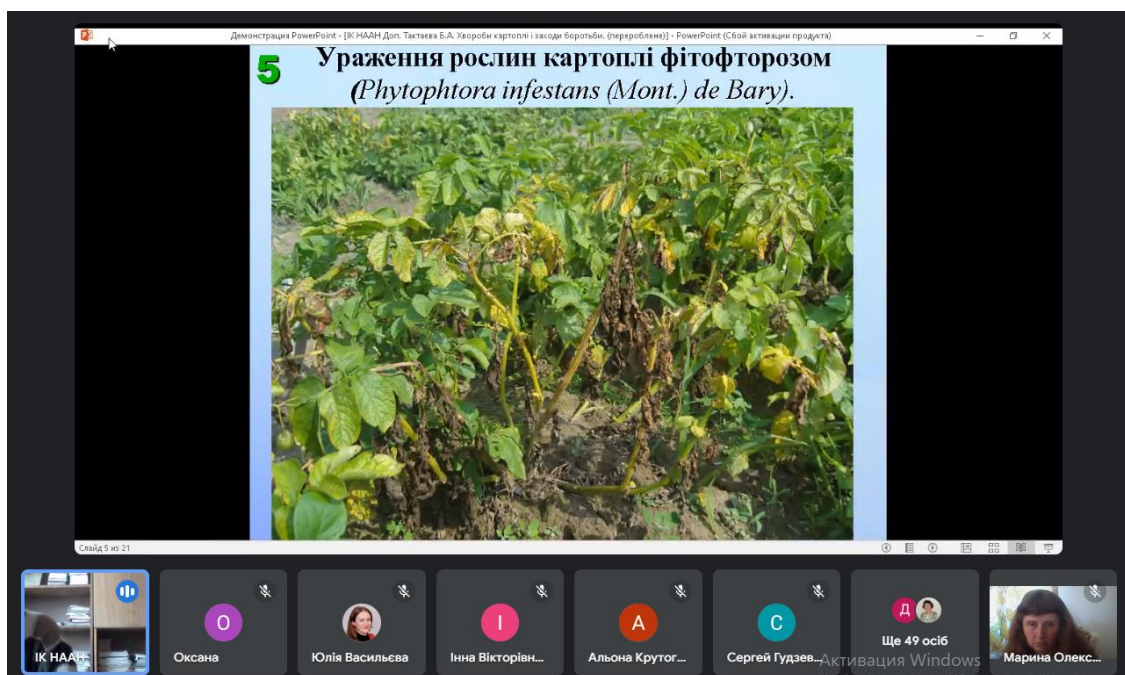 Демонстрация PowerPoint - [ІК НААН Доп. Тактаєва Б.А. Хвороби картоплі і заходи боротьби. (перероблене)] - PowerPoint (Сбой активации продукта)
5
Ураження рослин картоплі фітофторозом
(Phytophtora infestans (Mont.) de Bary).
Слайд 5 из 21
ІК НААН
Оксана
Юлія Васильєва
Інна Вікторівн...
Альона Крутог...
Сергей Гудзев...
Ще 49 осіб
Марина Олекс...
О
І
А
С
Д
Активация Windows